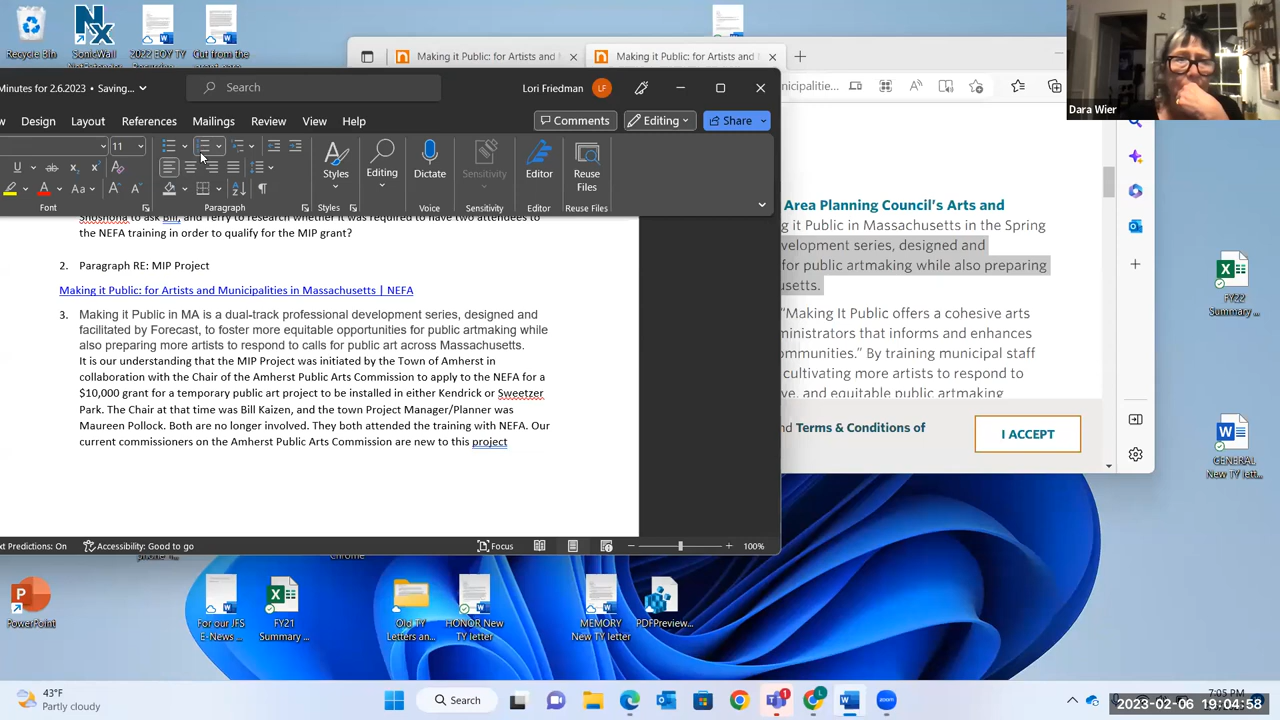 Recycle Bin
SonicWall
2022 EOY TY
Cut from the
Making it Public: for Artists and
Making it Public: for Artists and
Minutes for 2.6.2023 • Saving...
Search
Lori Friedman
LF
Dara Wier
Design
Layout
References
Mailings
Review
View
Help
Comments
Editing
Share
11
Styles
Editing
Dictate
Sensitivity
Editor
Reuse
Files
Font
Paragraph
Styles
Voice
Sensitivity
Editor
Reuse Files
Shoshona to ask Bill, and Terry to research whether it was required to have two attendees to
the NEFA training in order to qualify for the MIP grant?
2. Paragraph RE: MIP Project
Making it Public: for Artists and Municipalities in Massachusetts | NEFA
3. Making it Public in MA is a dual-track professional development series, designed and
facilitated by Forecast, to foster more equitable opportunities for public artmaking while
also preparing more artists to respond to calls for public art across Massachusetts.
It is our understanding that the MIP Project was initiated by the Town of Amherst in
collaboration with the Chair of the Amherst Public Arts Commission to apply to the NEFA for a
$10,000 grant for a temporary public art project to be installed in either Kendrick or Sweetzer
Park. The Chair at that time was Bill Kaizen, and the town Project Manager/Planner was
Maureen Pollock. Both are no longer involved. They both attended the training with NEFA. Our
current commissioners on the Amherst Public Arts Commission are new to this project
nicipalitie...
Area Planning Council's Arts and
g it Public in Massachusetts in the Spring
velopment series, designed and
for public artmaking while also preparing
usetts.
"Making It Public offers a cohesive arts
ministrators that informs and enhances
ommunities." By training municipal staff
cultivating more artists to respond to
ve, and equitable public artmaking
nd Terms & Conditions of
I ACCEPT
FY22
Summary ...
GENERAL
New TY lett...
xt Predictions: On
Accessibility: Good to go
Focus
100%
Chrome
PowerPoint
For our JFS
E-News ...
FY21
Summary ...
Old TY
Letters an...
HONOR New
TY letter
MEMORY
New TY letter
PDFPreview...
43°F
Partly cloudy
Search
1
L
7:05 PM
2023-02-06 19:04:58